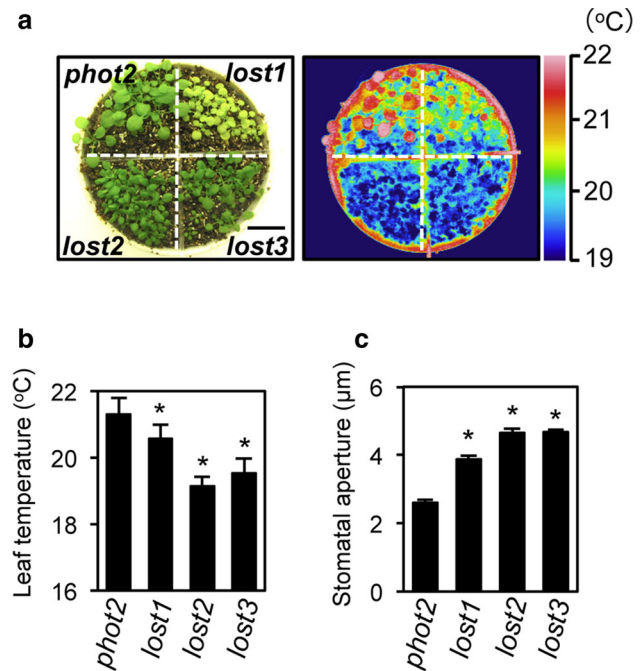 a
(°C)
phot2 lost1
lost2 lost3
22
21
20
19
b
Leaf temperature (°C)
22
20
18
16
*
*
*
phot2
lost1
lost2
lost3
c
Stomatal aperture (μm)
6
4
2
0
*
*
*
phot2
lost1
lost2
lost3